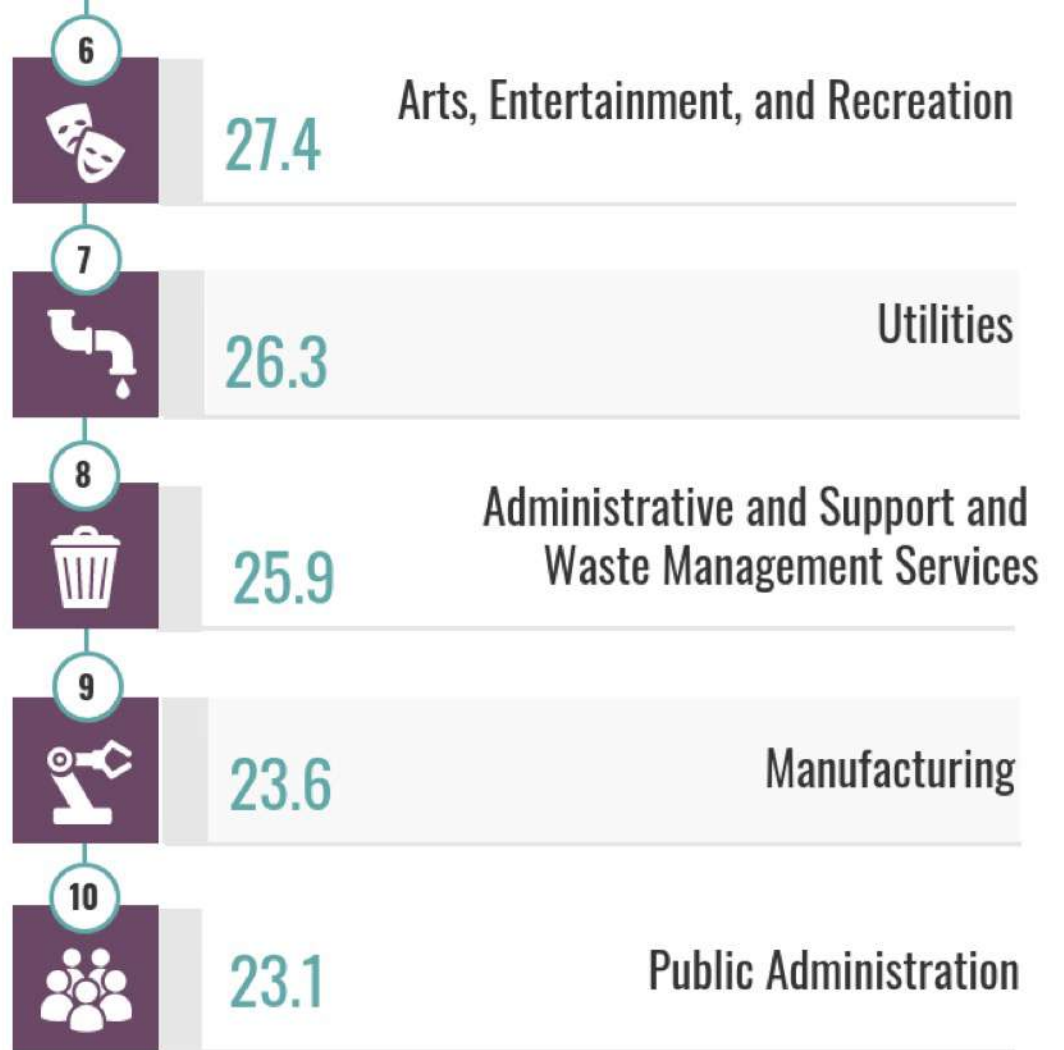 6
Arts, Entertainment, and Recreation
27.4
7
Utilities
26.3
8
Administrative and Support and
Waste Management Services
25.9
9
Manufacturing
23.6
10
Public Administration
23.1